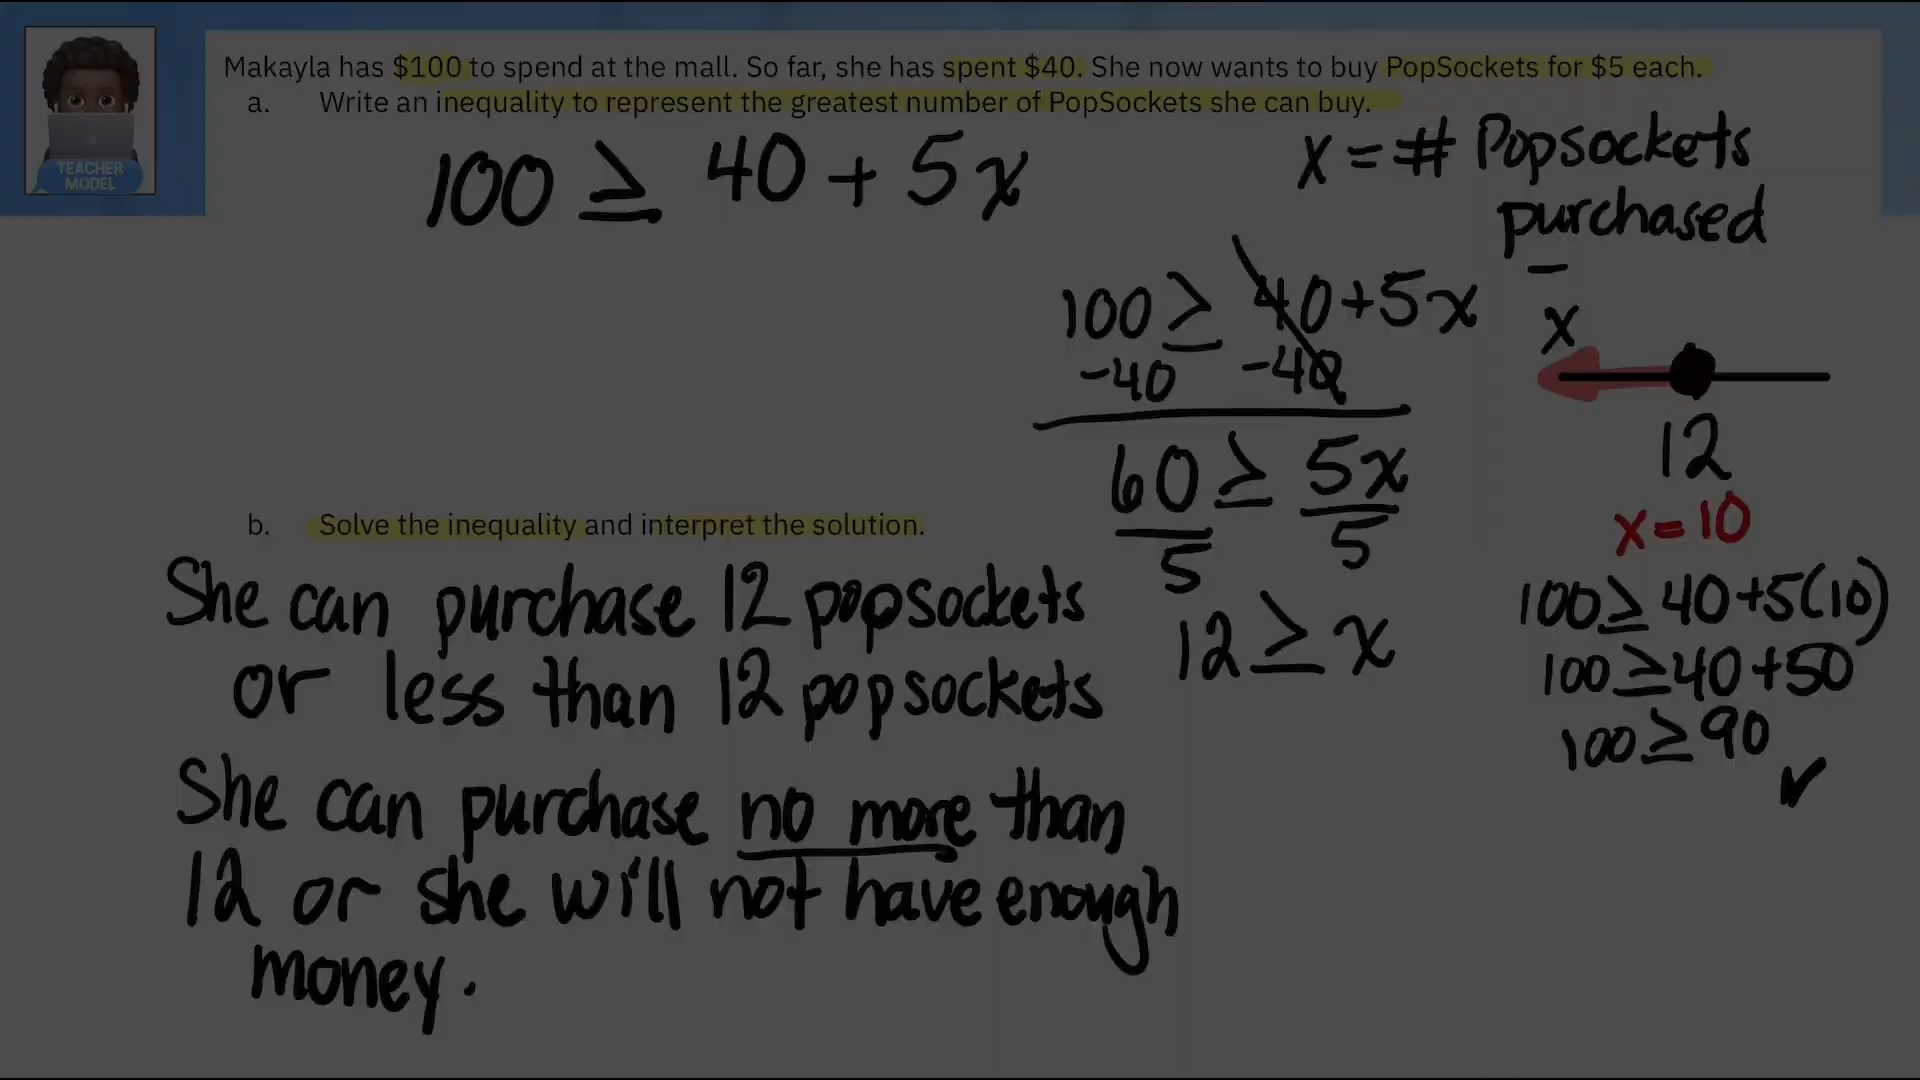 TEACHER
MODEL
Makayla has $100 to spend at the mall. So far, she has spent $40. She now wants to buy PopSockets for $5 each.
a. Write an inequality to represent the greatest number of PopSockets she can buy.
100 ≥ 40 + 5x
x = # Popsockets
purchased
100 ≥ 40 + 5x
-40 -40
60 ≥ 5x
5 5
12 ≥ x
x
12
x = 10
100 ≥ 40 + 5(10)
100 ≥ 40 + 50
100 ≥ 90 ✓
b. Solve the inequality and interpret the solution.
She can purchase 12 popsockets
or less than 12 popsockets
She can purchase no more than
12 or she will not have enough
money.